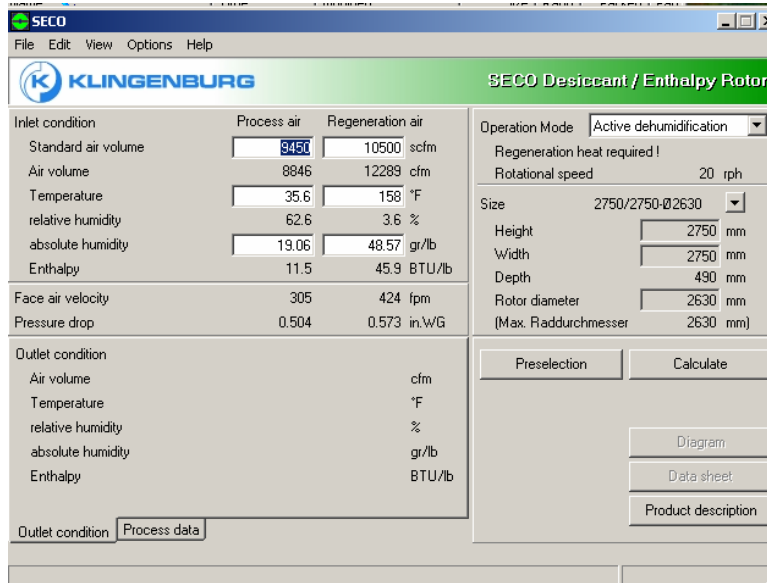 SECO
File Edit View Options Help
KLINGENBURG
SECO Desiccant / Enthalpy Rotor
Inlet condition Process air Regeneration air
Standard air volume 9450 10500 scfm
Air volume 8846 12289 cfm
Temperature 35.6 158 °F
relative humidity 62.6 3.6 %
absolute humidity 19.06 48.57 gr/lb
Enthalpy 11.5 45.9 BTU/lb
Face air velocity 305 424 fpm
Pressure drop 0.504 0.573 in.WG
Operation Mode Active dehumidification
Regeneration heat required !
Rotational speed 20 rph
Size 2750/2750-Ø2630
Height 2750 mm
Width 2750 mm
Depth 490 mm
Rotor diameter 2630 mm
(Max. Raddurchmesser 2630 mm)
Outlet condition
Air volume cfm
Temperature °F
relative humidity %
absolute humidity gr/lb
Enthalpy BTU/lb
Outlet condition Process data
Preselection Calculate
Diagram
Data sheet
Product description